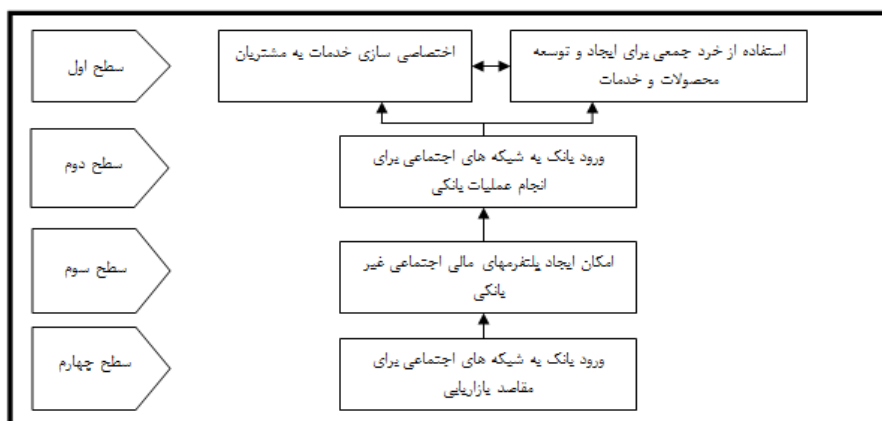 سطح اول
استفاده از خرد جمعی برای ایجاد و توسعه
محصولات و خدمات
اختصاصی سازی خدمات به مشتریان
سطح دوم
ورود بانک به شبکه های اجتماعی برای
انجام عملیات بانکی
سطح سوم
امکان ایجاد پلتفرمهای مالی اجتماعی غیر
بانکی
سطح چهارم
ورود بانک به شبکه های اجتماعی برای
مقاصد بازاریابی